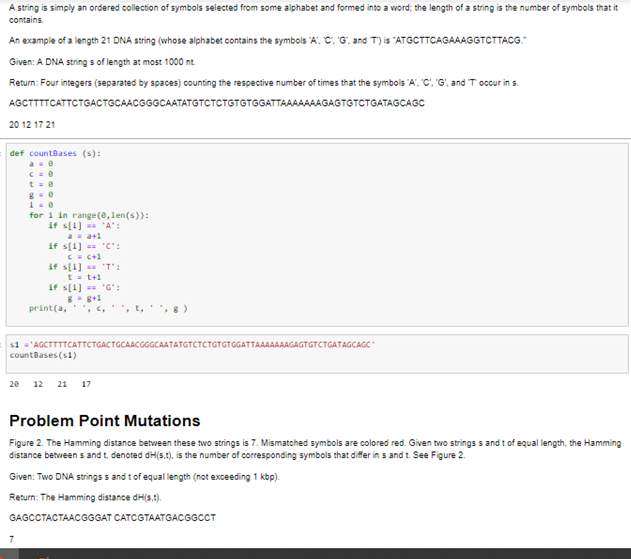 A string is simply an ordered collection of symbols selected from some alphabet and formed into a word; the length of a string is the number of symbols that it
contains.
An example of a length 21 DNA string (whose alphabet contains the symbols 'A', 'C', 'G', and 'T') is "ATGCTTCAGAAAGGTCTTACG."
Given: A DNA string s of length at most 1000 nt.
Return: Four integers (separated by spaces) counting the respective number of times that the symbols 'A', 'C', 'G', and 'T' occur in s.
AGCTTTTCATTCTGACTGCAACGGGCAATATGTCTCTGTGTGGATTAAAAAAAGAGTGTCTGATAGCAGC
20 12 17 21
def countBases (s):
a = 0
c = 0
t = 0
g = 0
i = 0
for i in range(0,len(s)):
if s[i] == 'A':
a = a+1
if s[i] == 'C':
c = c+1
if s[i] == 'T':
t = t+1
if s[i] == 'G':
g = g+1
print(a, ' ', c, ' ', t, ' ', g )
s1 ='AGCTTTTCATTCTGACTGCAACGGGCAATATGTCTCTGTGTGGATTAAAAAAAGAGTGTCTGATAGCAGC'
countBases(s1)
20 12 21 17
Problem Point Mutations
Figure 2. The Hamming distance between these two strings is 7. Mismatched symbols are colored red. Given two strings s and t of equal length, the Hamming
distance between s and t, denoted dH(s,t), is the number of corresponding symbols that differ in s and t. See Figure 2.
Given: Two DNA strings s and t of equal length (not exceeding 1 kbp).
Return: The Hamming distance dH(s,t).
GAGCCTACTAACGGGAT CATCGTAATGACGGCCT
7